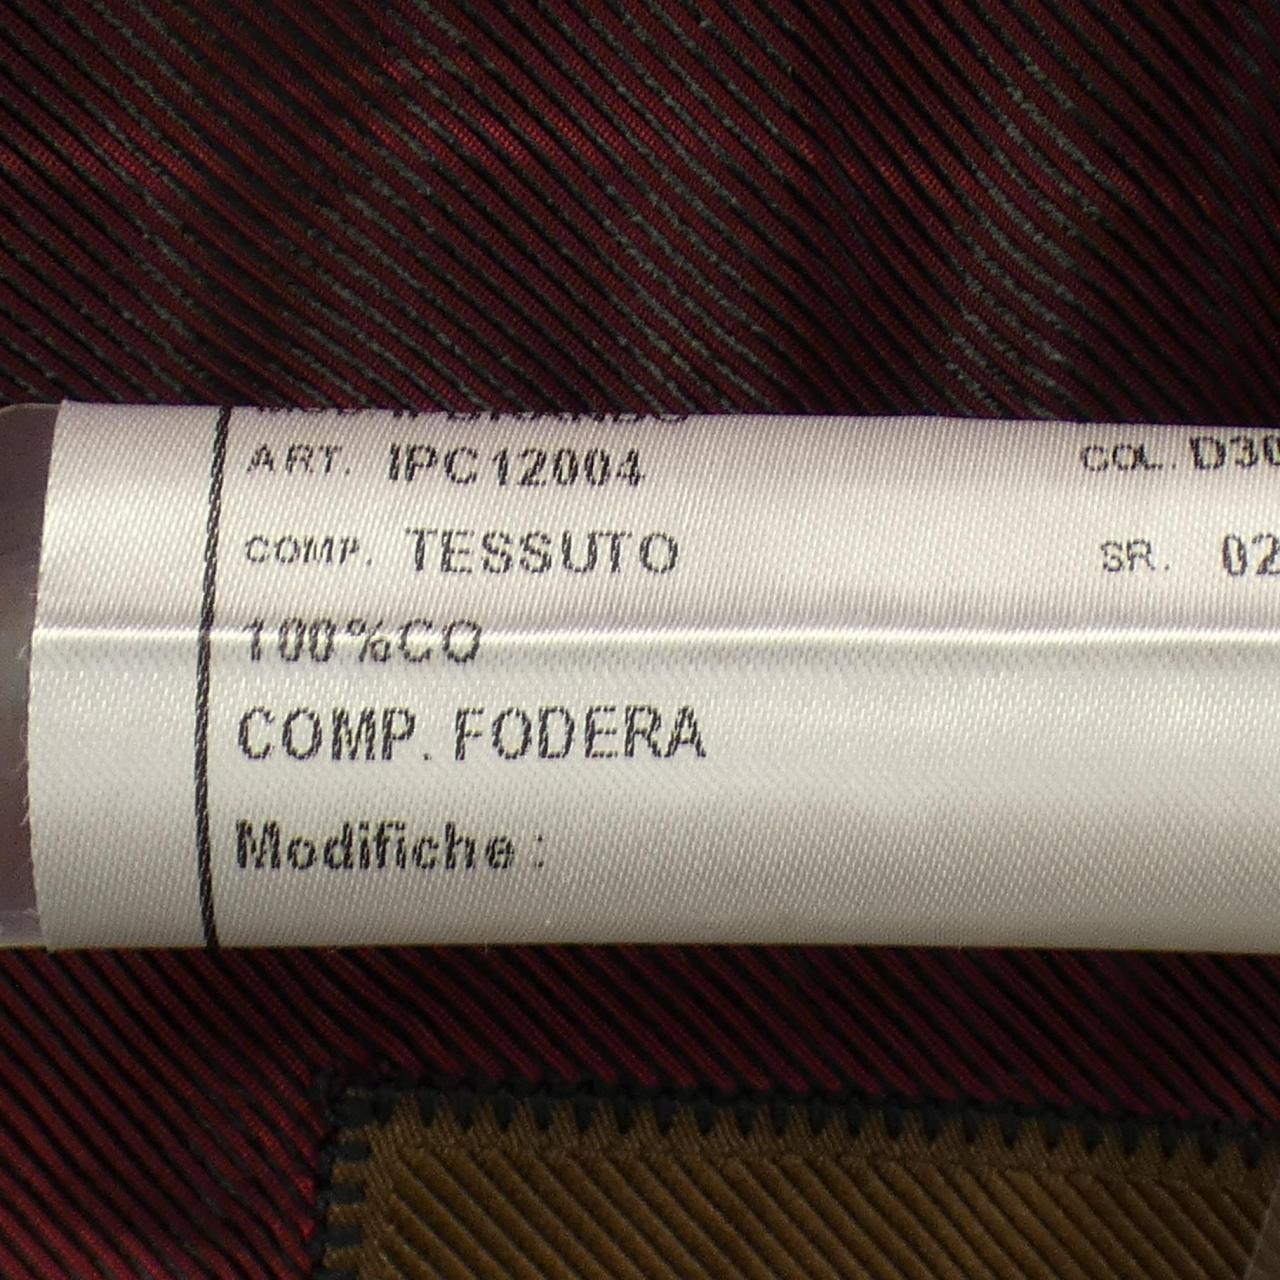 ART. IPC12004 COL. D30
COMP. TESSUTO SR. 02
100%CO
COMP. FODERA
Modifiche :